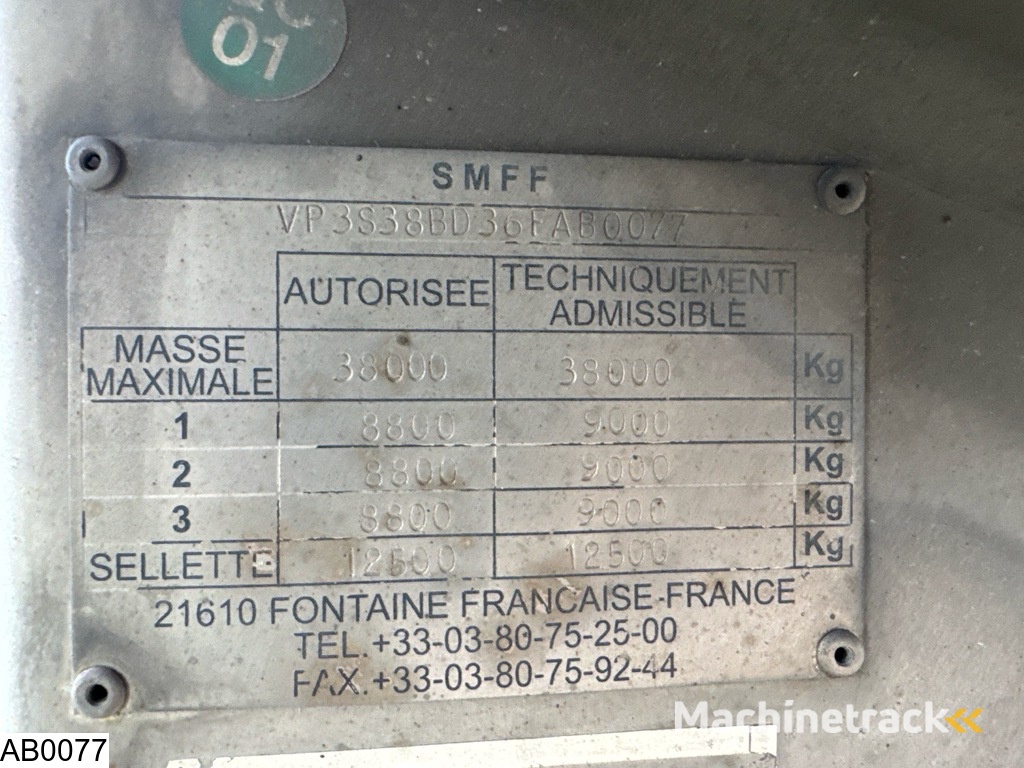 01
SMFF
VP3S38BD36FAB0077
AUTORISEE TECHNIQUEMENT ADMISSIBLE
MASSE MAXIMALE 38000 38000 Kg
1 8800 9000 Kg
2 8800 9000 Kg
3 8800 9000 Kg
SELLETTE 12500 12500 Kg
21610 FONTAINE FRANCAISE-FRANCE
TEL.+33-03-80-75-25-00
FAX.+33-03-80-75-92-44
Machinetrack
AB0077